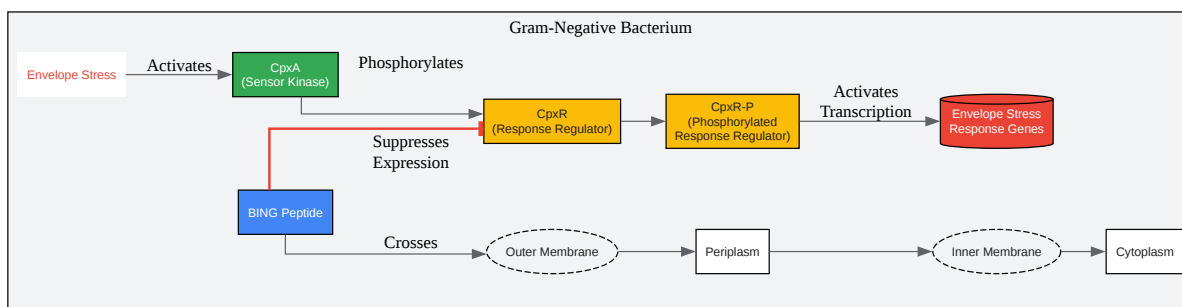 Gram-Negative Bacterium
Envelope Stress
Activates
CpxA
(Sensor Kinase)
Phosphorylates
CpxR
(Response Regulator)
CpxR-P
(Phosphorylated
Response Regulator)
Activates
Transcription
Envelope Stress
Response Genes
Suppresses
Expression
BING Peptide
Crosses
Outer Membrane
Periplasm
Inner Membrane
Cytoplasm